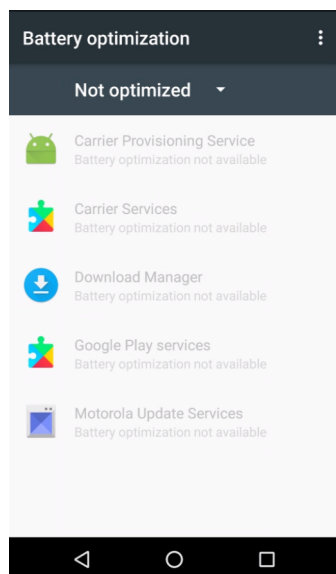 Battery optimization
Not optimized
Carrier Provisioning Service
Battery optimization not available
Carrier Services
Battery optimization not available
Download Manager
Battery optimization not available
Google Play services
Battery optimization not available
Motorola Update Services
Battery optimization not available